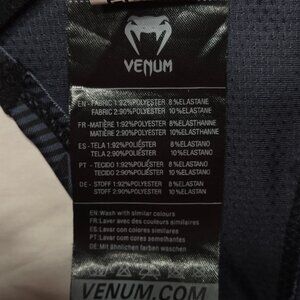 VENUM
EN - FABRIC 1:92%POLYESTER 8%ELASTANE
FABRIC 2:90%POLYESTER 10%ELASTANE
FR - MATIÈRE 1:92%POLYESTER 8%ELASTHANNE
MATIÈRE 2:90%POLYESTER 10%ELASTHANNE
ES - TELA 1:92%POLIÉSTER 8%ELASTANO
TELA 2:90%POLIÉSTER 10%ELASTANO
PT - TECIDO 1:92%POLIÉSTER 8%ELASTANO
TECIDO 2:90%POLIÉSTER 10%ELASTANO
DE - STOFF 1:92%POLYESTER 8%ELASTAN
STOFF 2:90%POLYESTER 10%ELASTAN
EN:Wash with similar colours
FR:Laver avec des couleurs similaires
ES:Lavar con colores similares
PT:Lavar com cores semelhantes
DE:Mit ähnlichen farben waschen
VENUM.COM